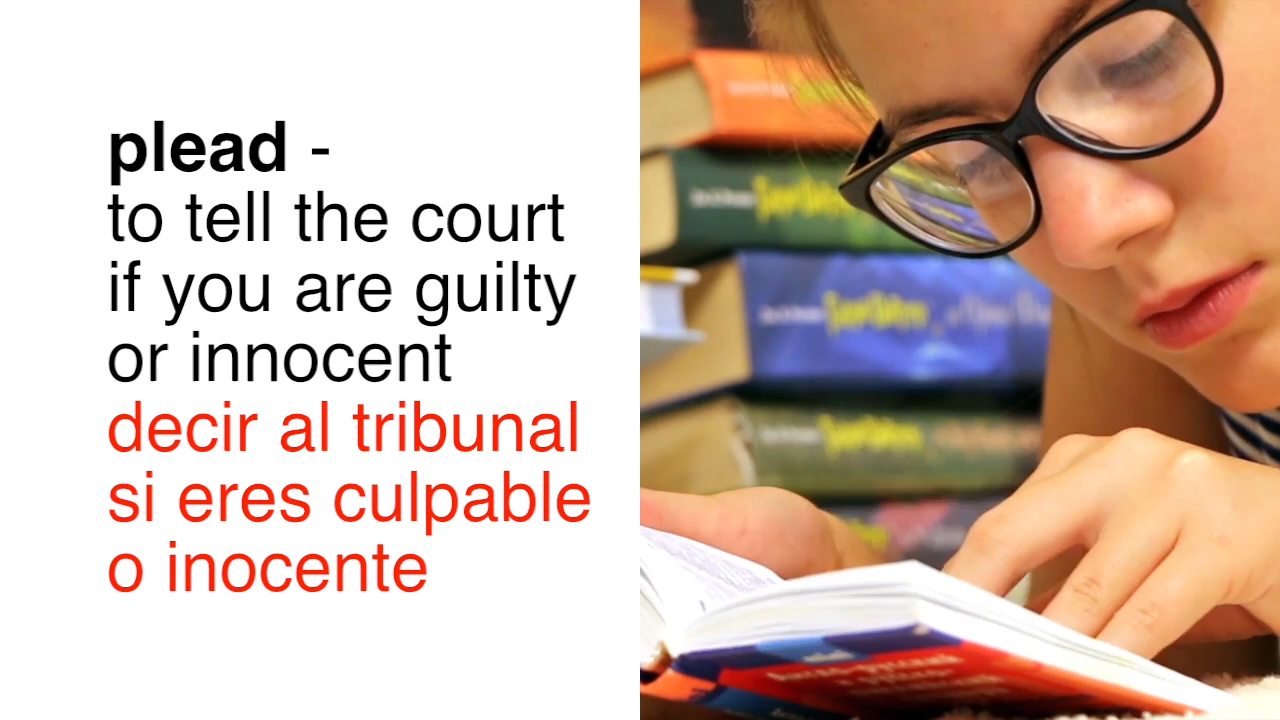 plead -
to tell the court
if you are guilty
or innocent
decir al tribunal
si eres culpable
o inocente